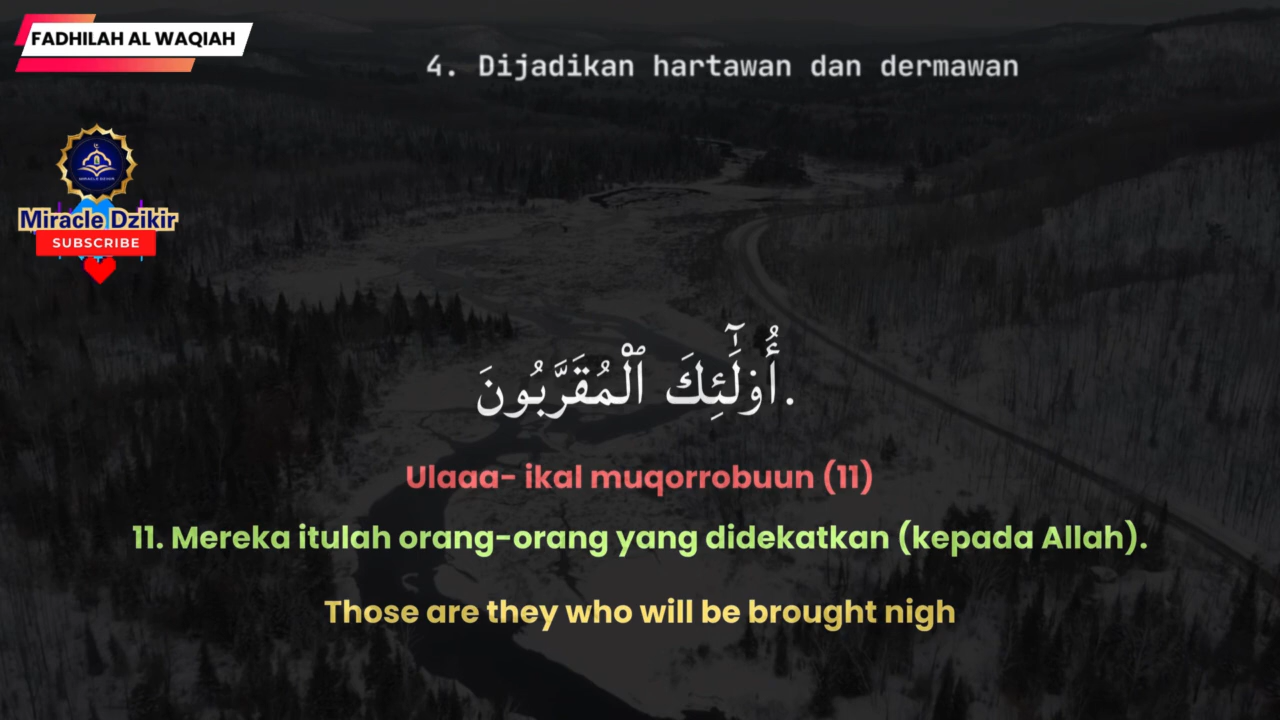 FADHILAH AL WAQIAH
4. Dijadikan hartawan dan dermawan
Miracle Dzikir
SUBSCRIBE
أُو۟لَٰٓئِكَ ٱلْمُقَرَّبُونَ.
Ulaaa- ikal muqorrobuun (11)
11. Mereka itulah orang-orang yang didekatkan (kepada Allah).
Those are they who will be brought nigh